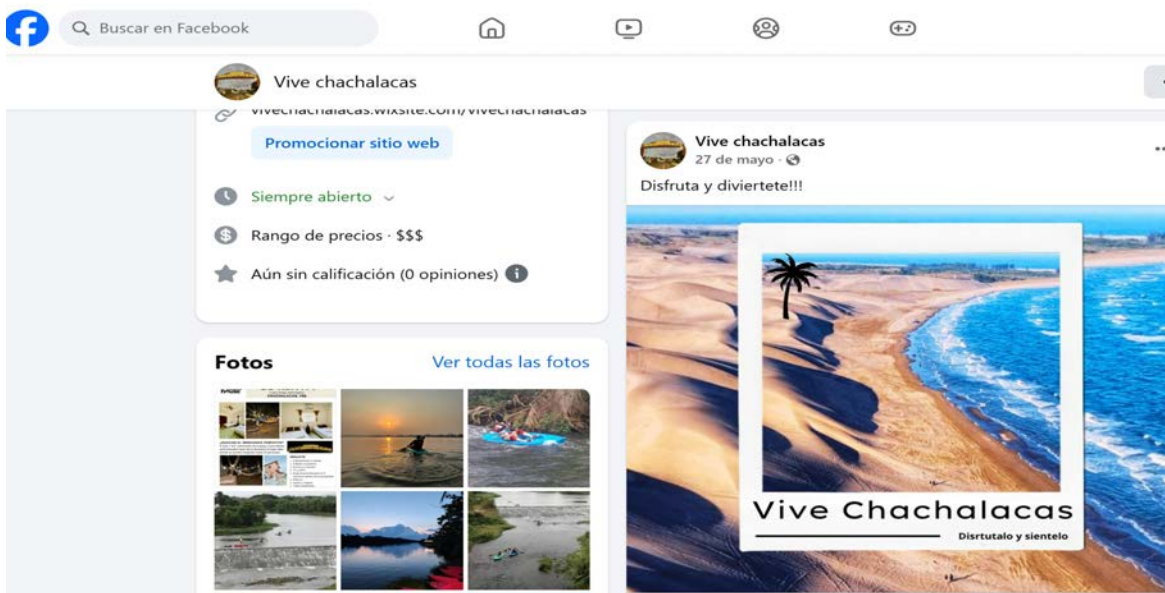 Buscar en Facebook
Vive chachalacas
vivechachalacas.wixsite.com/vivechachalacas
Promocionar sitio web
Siempre abierto
Rango de precios · $$$
Aún sin calificación (0 opiniones)
Fotos
Ver todas las fotos
Vive chachalacas
27 de mayo ·
Disfruta y diviertete!!!
Vive Chachalacas
Disrtutalo y sientelo